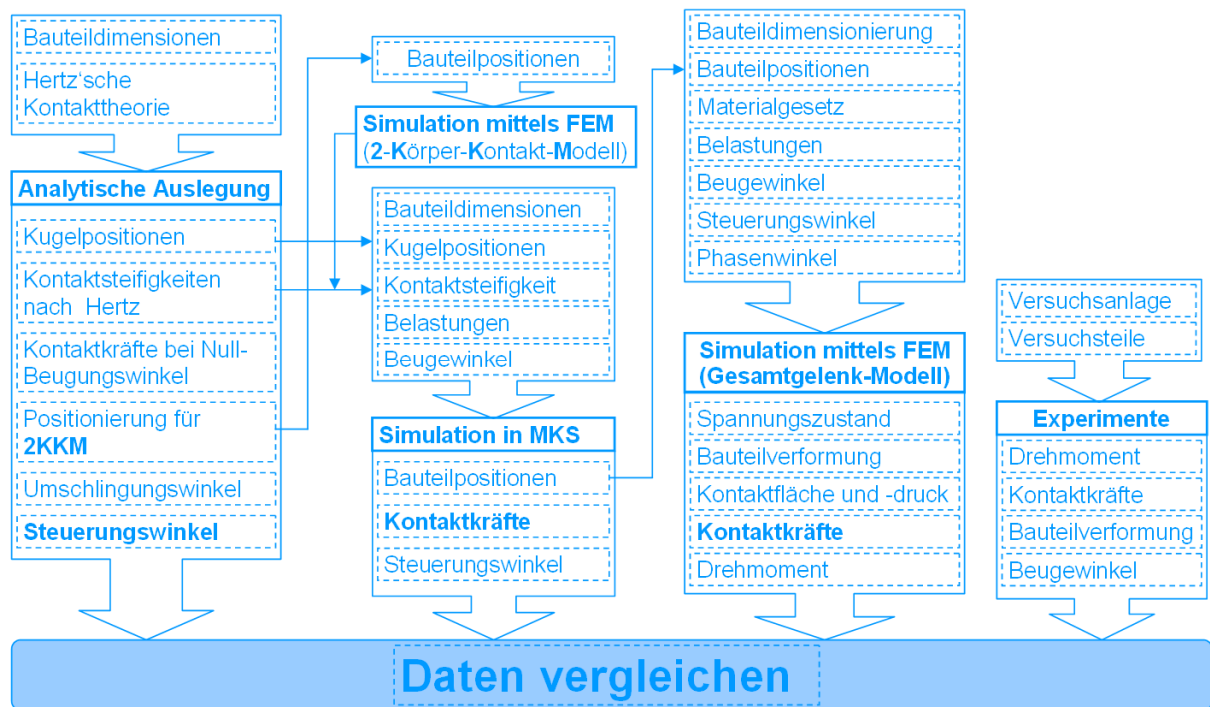 Bauteildimensionen
Hertz'sche
Kontakttheorie
Analytische Auslegung
Kugelpositionen
Kontaktsteifigkeiten
nach Hertz
Kontaktkräfte bei Null-
Beugungswinkel
Positionierung für
2KKM
Umschlingungswinkel
Steuerungswinkel
Bauteilpositionen
Simulation mittels FEM
(2-Körper-Kontakt-Modell)
Bauteildimensionen
Kugelpositionen
Kontaktsteifigkeit
Belastungen
Beugewinkel
Simulation in MKS
Bauteilpositionen
Kontaktkräfte
Steuerungswinkel
Bauteildimensionierung
Bauteilpositionen
Materialgesetz
Belastungen
Beugewinkel
Steuerungswinkel
Phasenwinkel
Simulation mittels FEM
(Gesamtgelenk-Modell)
Spannungszustand
Bauteilverformung
Kontaktfläche und -druck
Kontaktkräfte
Drehmoment
Versuchsanlage
Versuchsteile
Experimente
Drehmoment
Kontaktkräfte
Bauteilverformung
Beugewinkel
Daten vergleichen